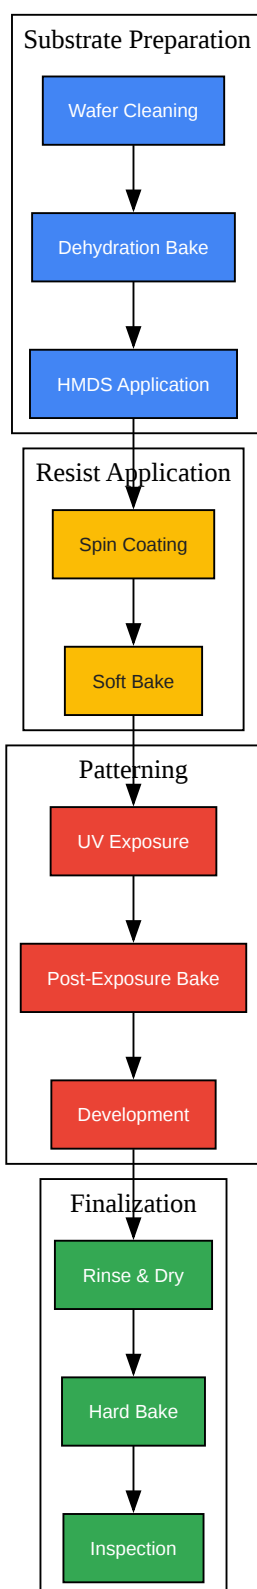 Substrate Preparation
Wafer Cleaning
Dehydration Bake
HMDS Application
Resist Application
Spin Coating
Soft Bake
Patterning
UV Exposure
Post-Exposure Bake
Development
Finalization
Rinse & Dry
Hard Bake
Inspection